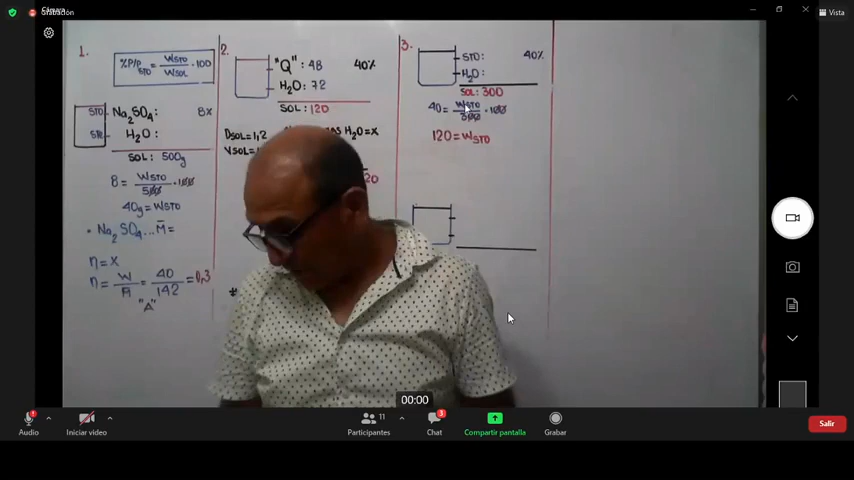 Cámara
Grabación
Vista
1.
%P/P STO = WSTO / WSOL · 100
STO
Na₂SO₄:
8%
H₂O:
SOL: 500g
8 = WSTO / 500 · 100
40g = WSTO
• Na₂SO₄... M̅ =
n = x
n = W / M̅ = 40 / 142 = 0,3
"A"
2.
"Q": 48
40%
H₂O: 72
SOL: 120
DSOL = 1,2
H₂O = x
VSOL =
20
*
3.
STO:
40%
H₂O:
SOL: 300
40 = WSTO / 300 · 100
120 = WSTO
00:00
Audio
Iniciar video
11
Participantes
3
Chat
Compartir pantalla
Grabar
Salir